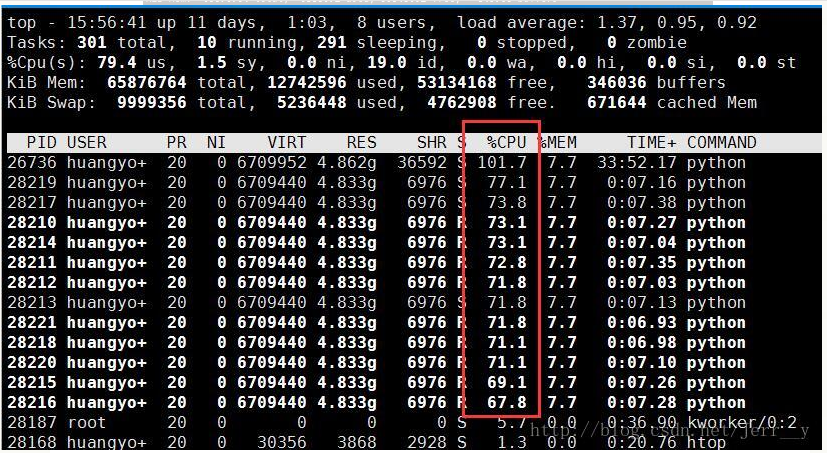 top - 15:56:41 up 11 days,  1:03,  8 users,  load average: 1.37, 0.95, 0.92
Tasks: 301 total,  10 running, 291 sleeping,   0 stopped,   0 zombie
%Cpu(s): 79.4 us,  1.5 sy,  0.0 ni, 19.0 id,  0.0 wa,  0.0 hi,  0.0 si,  0.0 st
KiB Mem:  65876764 total, 12742596 used, 53134168 free,   346036 buffers
KiB Swap:  9999356 total,  5236448 used,  4762908 free.   671644 cached Mem
PID USER PR NI VIRT RES SHR S %CPU %MEM TIME+ COMMAND
26736 huangyo+ 20 0 6709952 4.862g 36592 S 101.7 7.7 33:52.17 python
28219 huangyo+ 20 0 6709440 4.833g 6976 S 77.1 7.7 0:07.16 python
28217 huangyo+ 20 0 6709440 4.833g 6976 S 73.8 7.7 0:07.38 python
28210 huangyo+ 20 0 6709440 4.833g 6976 R 73.1 7.7 0:07.27 python
28214 huangyo+ 20 0 6709440 4.833g 6976 R 73.1 7.7 0:07.04 python
28211 huangyo+ 20 0 6709440 4.833g 6976 R 72.8 7.7 0:07.35 python
28212 huangyo+ 20 0 6709440 4.833g 6976 R 71.8 7.7 0:07.03 python
28213 huangyo+ 20 0 6709440 4.833g 6976 S 71.8 7.7 0:07.13 python
28221 huangyo+ 20 0 6709440 4.833g 6976 R 71.8 7.7 0:06.93 python
28218 huangyo+ 20 0 6709440 4.833g 6976 R 71.1 7.7 0:06.98 python
28220 huangyo+ 20 0 6709440 4.833g 6976 R 71.1 7.7 0:07.10 python
28215 huangyo+ 20 0 6709440 4.833g 6976 R 69.1 7.7 0:07.26 python
28216 huangyo+ 20 0 6709440 4.833g 6976 R 67.8 7.7 0:07.28 python
28187 root 20 0 0 0 0 S 5.7 0.0 0:36.90 kworker/0:2
28168 huangyo+ 20 0 30356 3868 2928 S 1.3 0.0 0:20.76 htop
http://blog.csdn.net/jerr__y